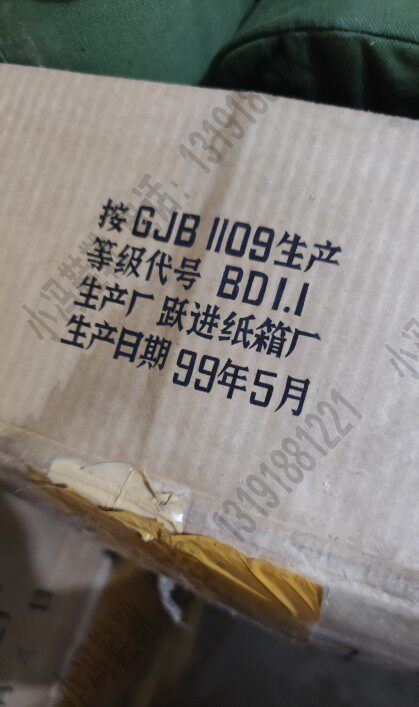 按GJB 1109生产
等级代号 BD1.1
生产厂 跃进纸箱厂
生产日期 99年5月
13191881221